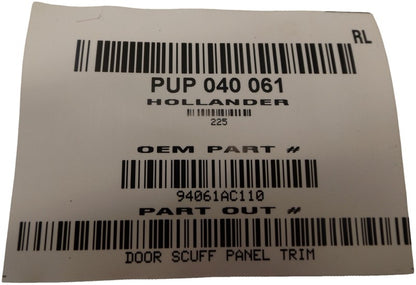 RL
PUP 040 061
HOLLANDER
225
OEM PART #
94061AC110
PART OUT #
DOOR SCUFF PANEL TRIM